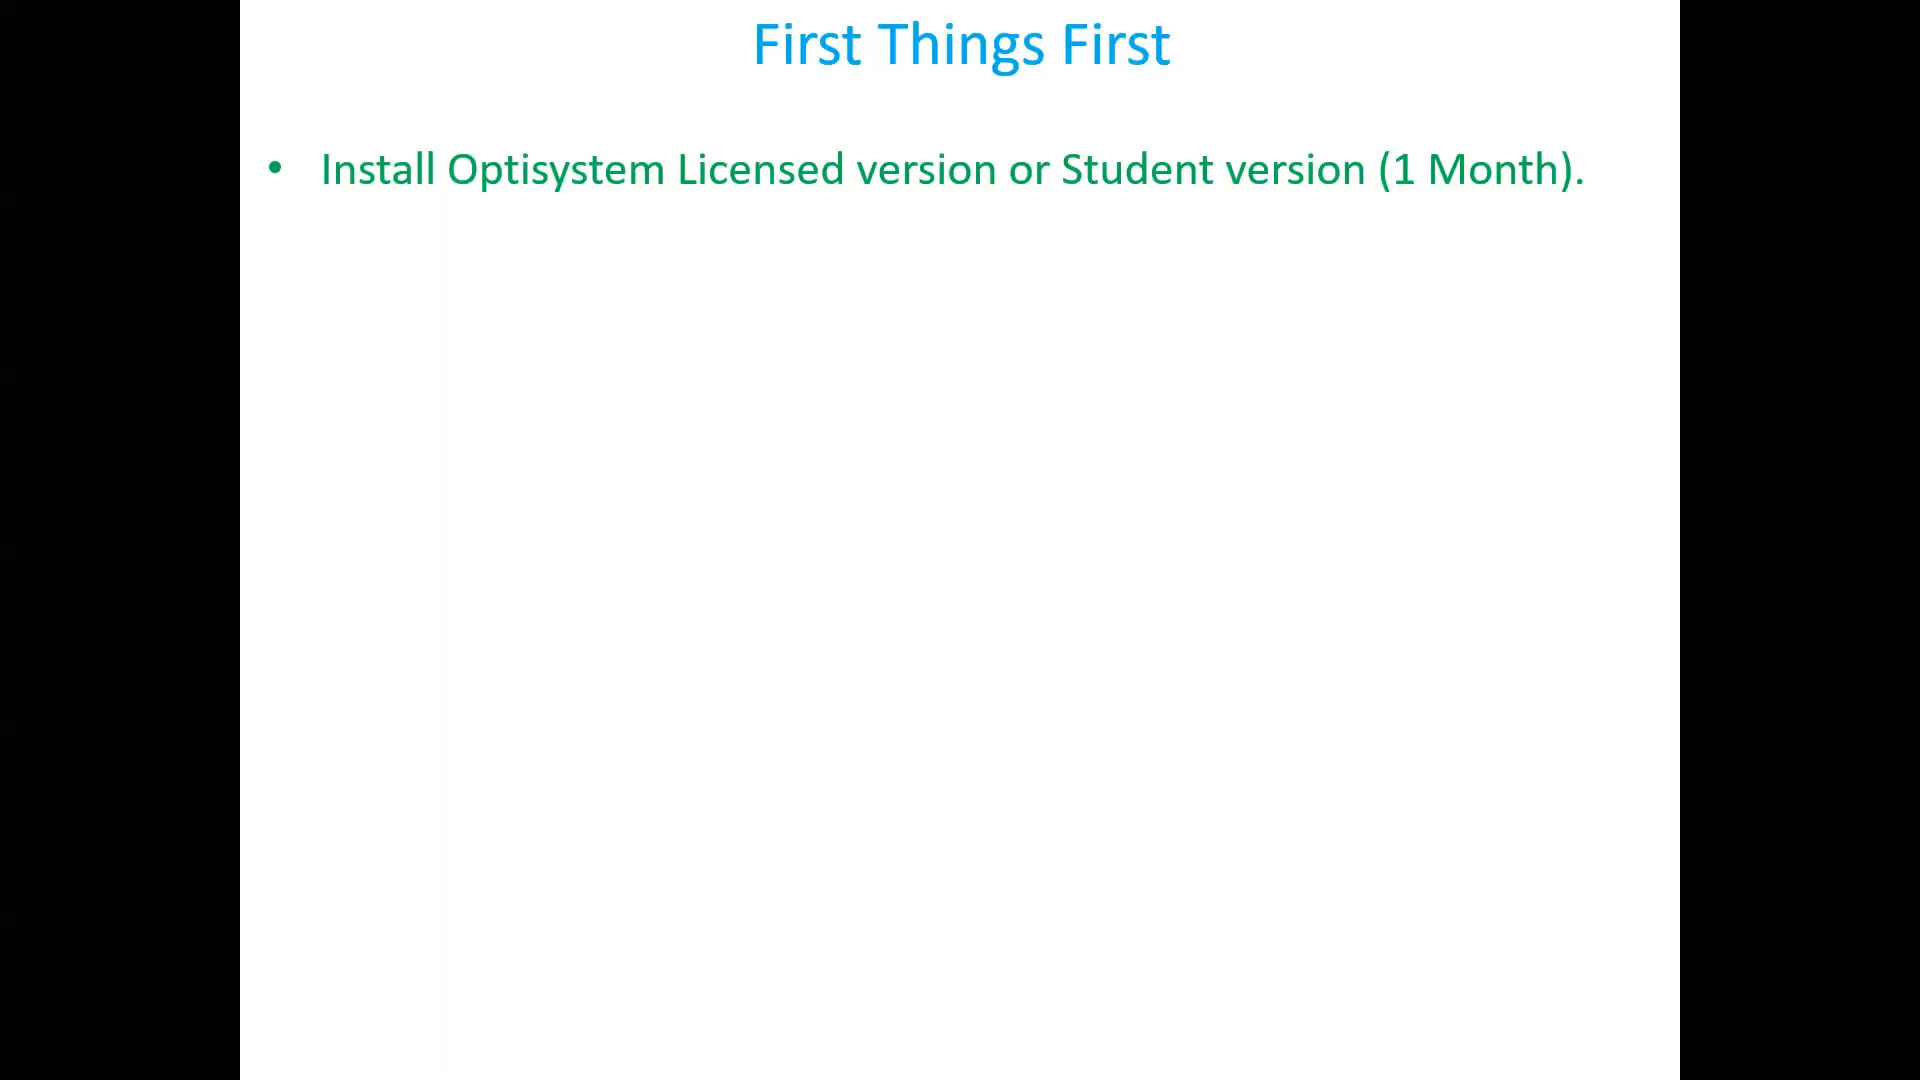 First Things First
• Install Optisystem Licensed version or Student version (1 Month).